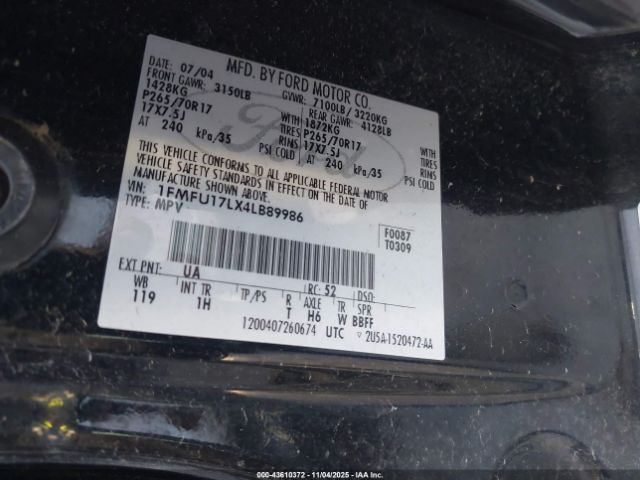 MFD. BY FORD MOTOR CO.
DATE: 07/04 GVWR: 7100LB/ 3220KG
FRONT GAWR: 3150LB REAR GAWR: 4128LB
1428KG WITH 1872KG WITH
P265/70R17 TIRES P265/70R17 TIRES
17X7.5J RIMS 17X7.5J RIMS
AT 240 kPa/35 PSI COLD AT 240 kPa/35 PSI COLD
THIS VEHICLE CONFORMS TO ALL APPLICABLE FEDERAL MOTOR
VEHICLE SAFETY STANDARDS IN EFFECT ON THE DATE OF
MANUFACTURE SHOWN ABOVE.
VIN: 1FMFU17LX4LB89986
TYPE: MPV
F0087
T0309
EXT PNT: UA RC: 52 DSO:
WB INT TR TP/PS R AXLE TR SPR
119 1H T H6 W BBFF
1200407260674 UTC ▽ 2U5A-1520472-AA
Ford
00-43610372 - 11/04/2025 - IAA Inc.